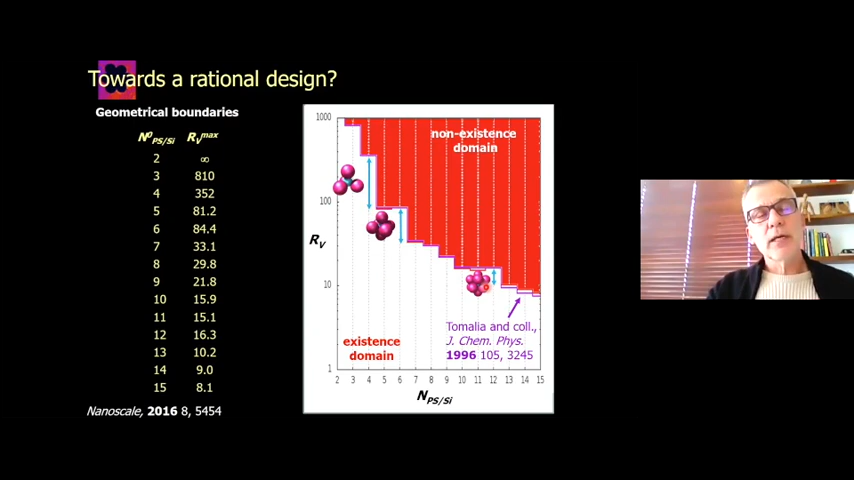 Towards a rational design?
Geometrical boundaries
N⁰PS/Si RVmax
2 ∞
3 810
4 352
5 81.2
6 84.4
7 33.1
8 29.8
9 21.8
10 15.9
11 15.1
12 16.3
13 10.2
14 9.0
15 8.1
Nanoscale, 2016 8, 5454
1000
100
10
1
RV
non-existence
domain
existence
domain
Tomalia and coll.,
J. Chem. Phys.
1996 105, 3245
2 3 4 5 6 7 8 9 10 11 12 13 14 15
NPS/Si